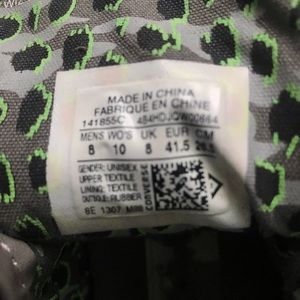 MADE IN CHINA
FABRIQUE EN CHINE
141855C
MENS WO'S UK EUR CM
8 10 8 41.5 26.5
GENDER: UNISEX
UPPER: TEXTILE
LINING: TEXTILE
OUTSOLE: RUBBER
CONVERSE